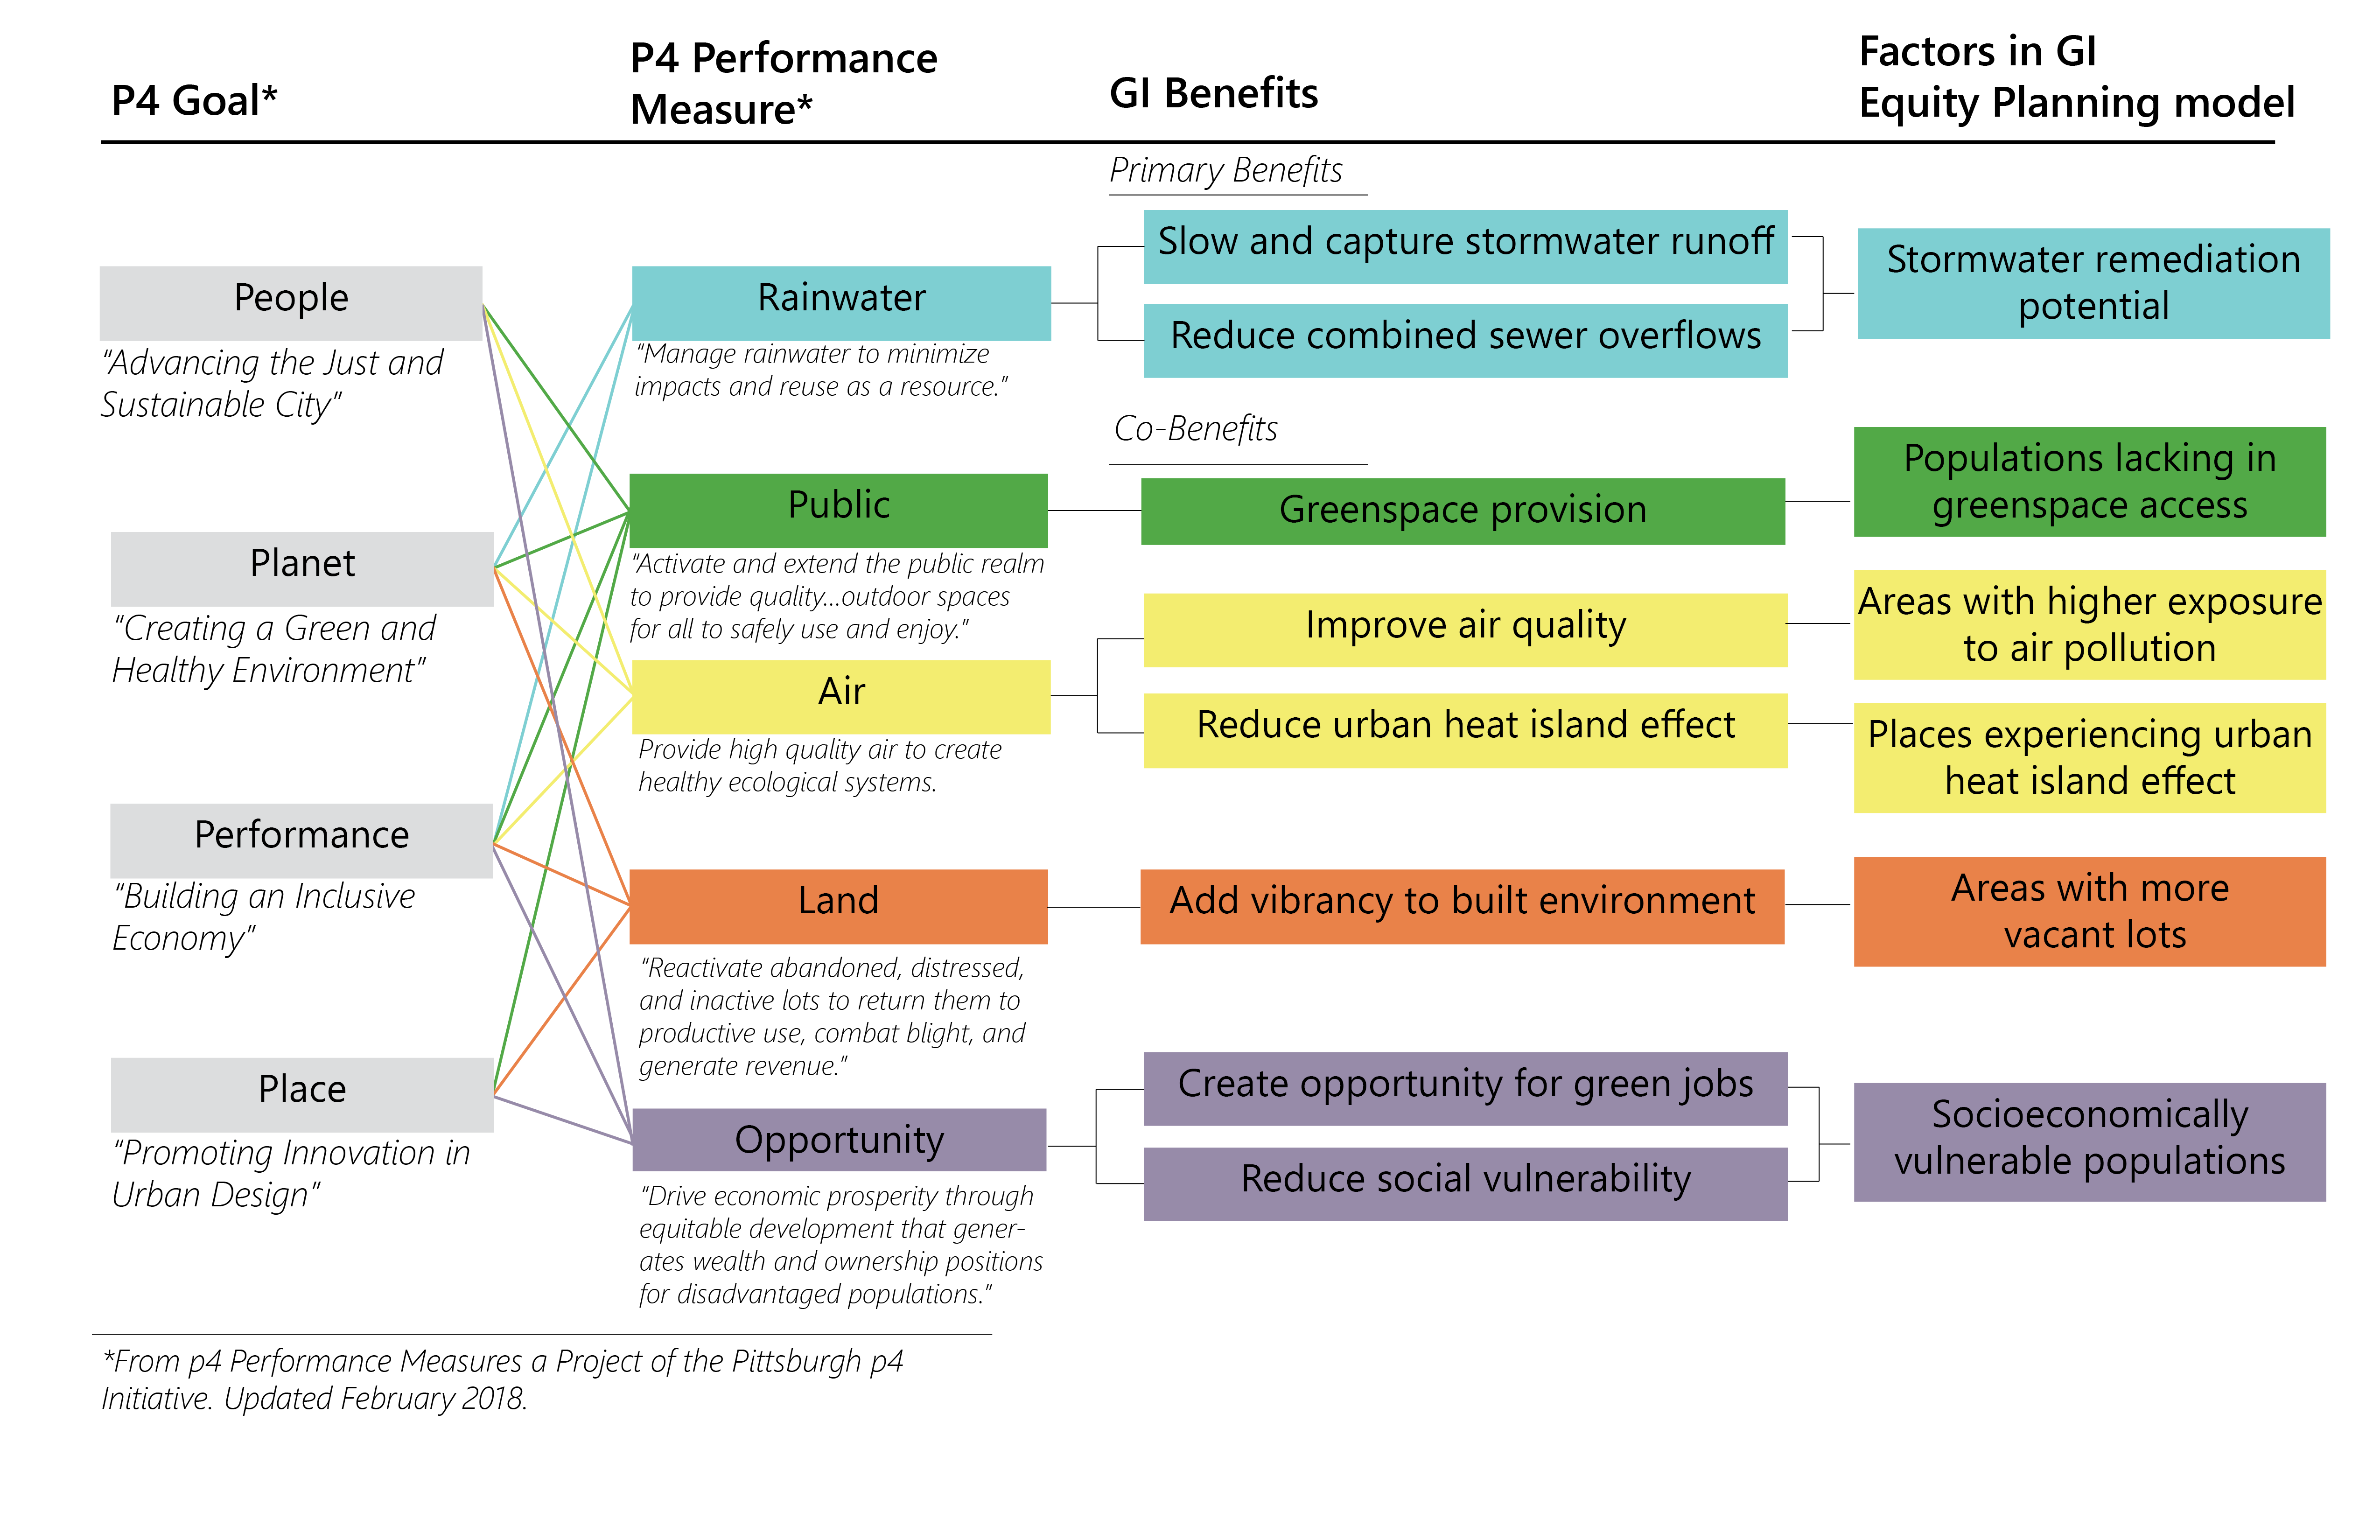 P4 Goal*
P4 Performance
Measure*
GI Benefits
Factors in GI
Equity Planning model
People
"Advancing the Just and
Sustainable City"
Planet
"Creating a Green and
Healthy Environment"
Performance
"Building an Inclusive
Economy"
Place
"Promoting Innovation in
Urban Design"
Rainwater
"Manage rainwater to minimize
impacts and reuse as a resource."
Public
"Activate and extend the public realm
to provide quality...outdoor spaces
for all to safely use and enjoy."
Air
Provide high quality air to create
healthy ecological systems.
Land
"Reactivate abandoned, distressed,
and inactive lots to return them to
productive use, combat blight, and
generate revenue."
Opportunity
"Drive economic prosperity through
equitable development that gener-
ates wealth and ownership positions
for disadvantaged populations."
Primary Benefits
Slow and capture stormwater runoff
Reduce combined sewer overflows
Co-Benefits
Greenspace provision
Improve air quality
Reduce urban heat island effect
Add vibrancy to built environment
Create opportunity for green jobs
Reduce social vulnerability
Stormwater remediation
potential
Populations lacking in
greenspace access
Areas with higher exposure
to air pollution
Places experiencing urban
heat island effect
Areas with more
vacant lots
Socioeconomically
vulnerable populations
*From p4 Performance Measures a Project of the Pittsburgh p4
Initiative. Updated February 2018.